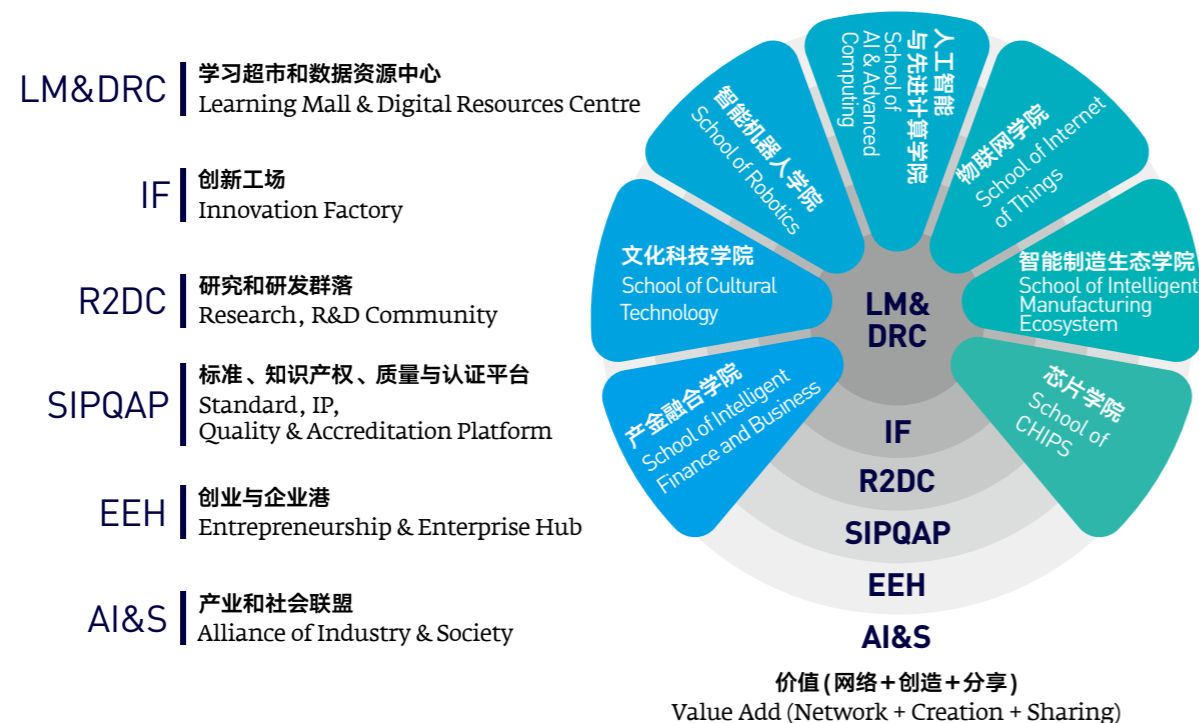 LM&DRC
学习超市和数据资源中心
Learning Mall & Digital Resources Centre
IF
创新工场
Innovation Factory
R2DC
研究和研发群落
Research, R&D Community
SIPQAP
标准、知识产权、质量与认证平台
Standard, IP,
Quality & Accreditation Platform
EEH
创业与企业港
Entrepreneurship & Enterprise Hub
AI&S
产业和社会联盟
Alliance of Industry & Society
产金融合学院
School of Intelligent
Finance and Business
文化科技学院
School of Cultural
Technology
智能机器人学院
School of Robotics
人工智能
与先进计算学院
School of
AI & Advanced
Computing
物联网学院
School of Internet
of Things
智能制造生态学院
School of Intelligent
Manufacturing
Ecosystem
芯片学院
School of
CHIPS
LM&
DRC
IF
R2DC
SIPQAP
EEH
AI&S
价值(网络+创造+分享)
Value Add (Network + Creation + Sharing)